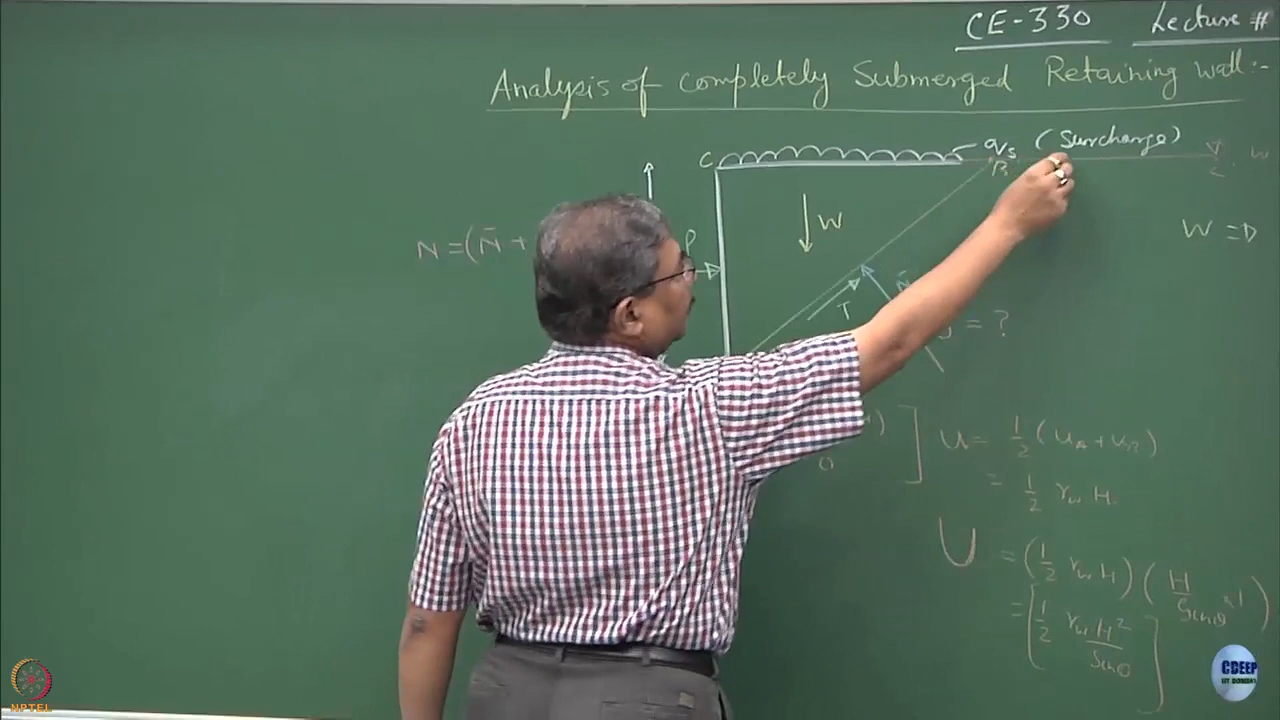 CE-330 Lecture #
Analysis of completely Submerged Retaining wall:-
C qs (Surcharge)
B
W
W ⇒
N = (N̄ +
P
T
N̄
= ?
0
u = 1/2 (uA + uB)
= 1/2 γw H.
U = (1/2 γw H) (H/Sinθ × 1)
= [1/2 γw H²/Sinθ]
NPTEL
CDEEP
IIT BOMBAY